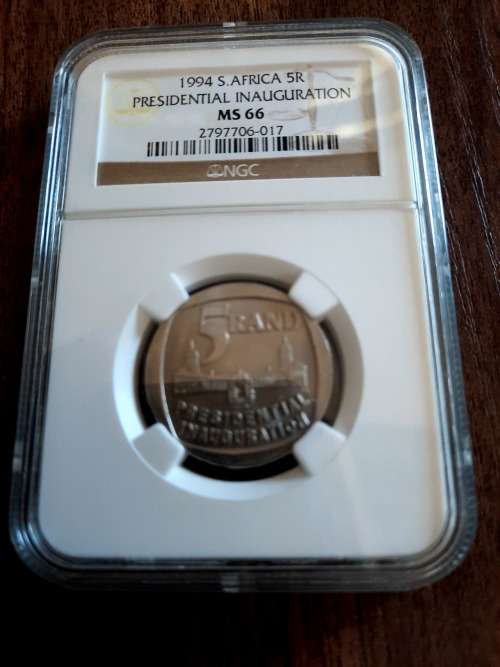 1994 S.AFRICA 5R
PRESIDENTIAL INAUGURATION
MS 66
2797706-017
NGC
5 RAND
PRESIDENTIAL
INAUGURATION